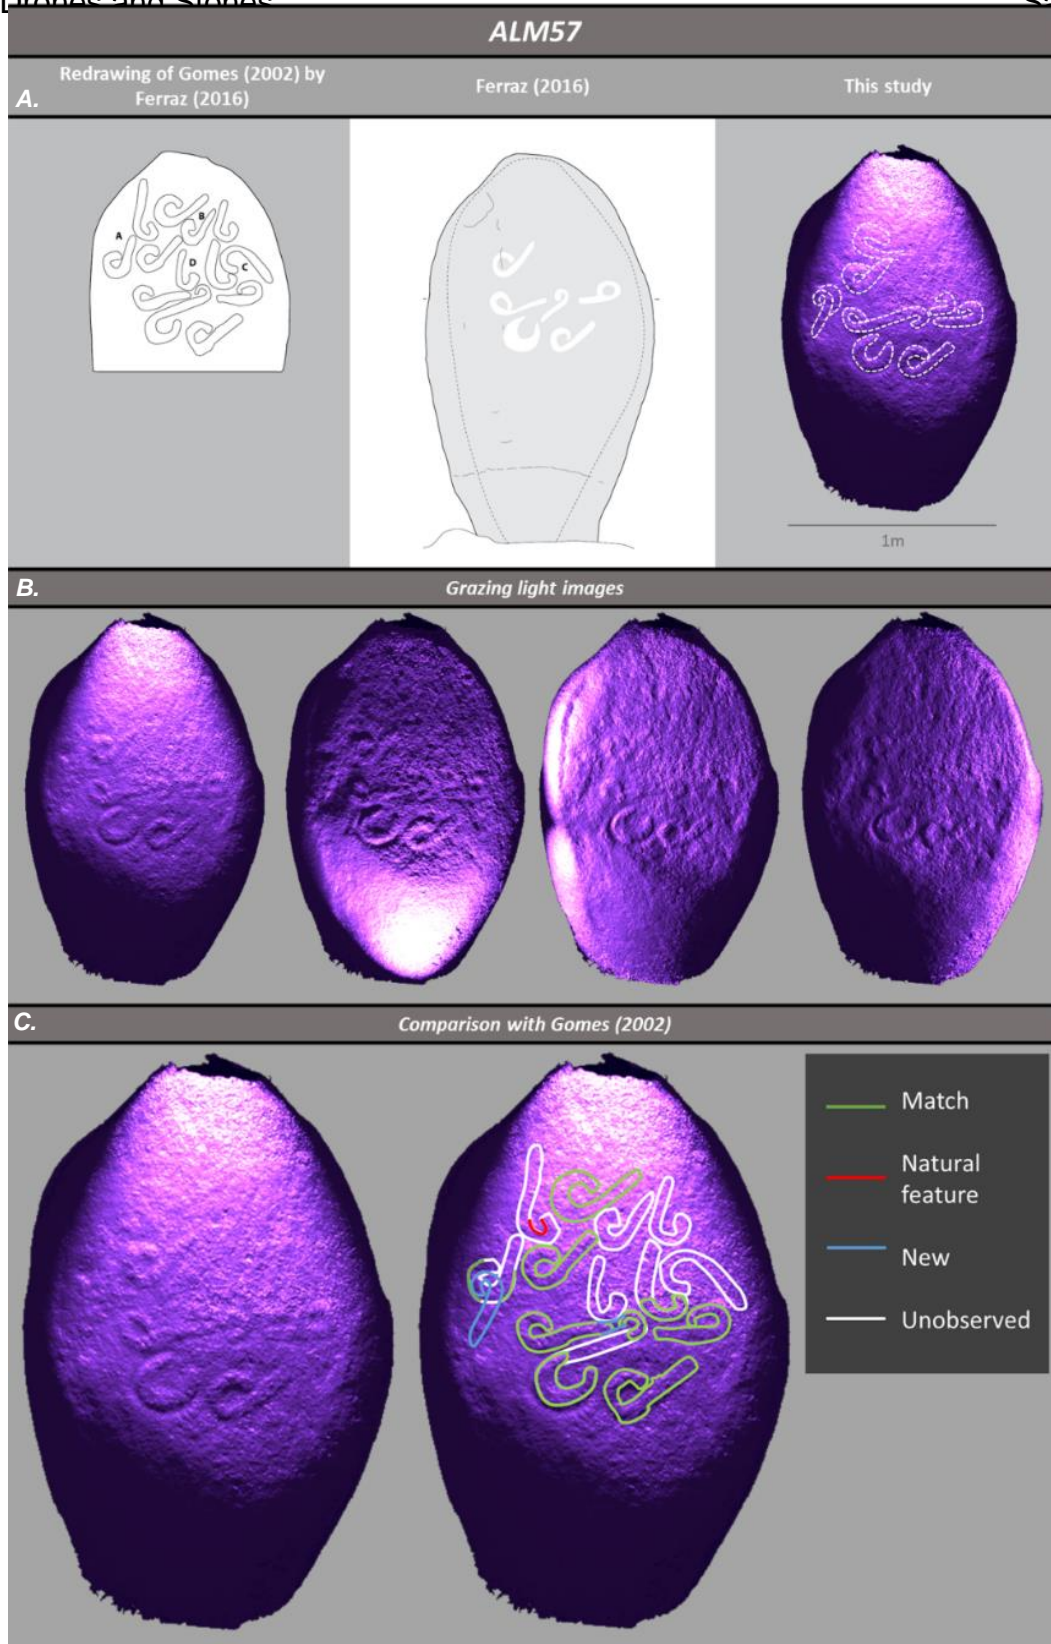 ALM57
Redrawing of Gomes (2002) by
Ferraz (2016)
Ferraz (2016)
This study
A.
A
B
D
C
1m
B.
Grazing light images
C.
Comparison with Gomes (2002)
Match
Natural
feature
New
Unobserved